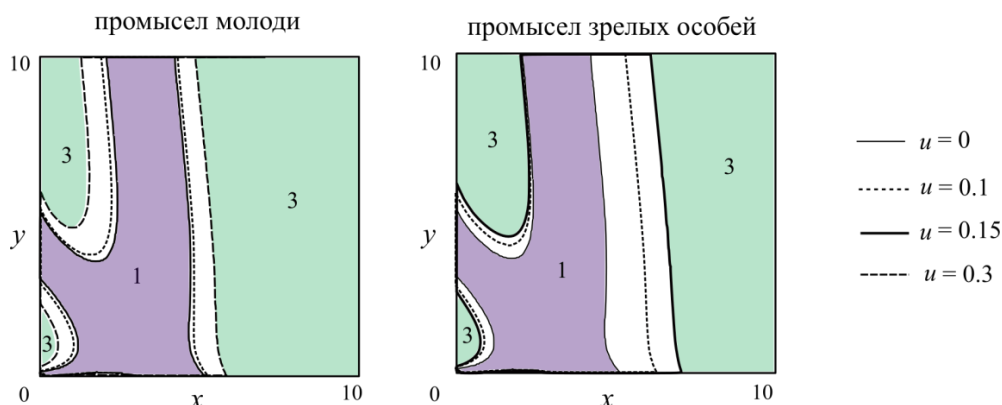 промысел молоди
10
3
3
y
1
3
0
x
10
промысел зрелых особей
10
3
3
y
1
3
0
x
10
u = 0
u = 0.1
u = 0.15
u = 0.3